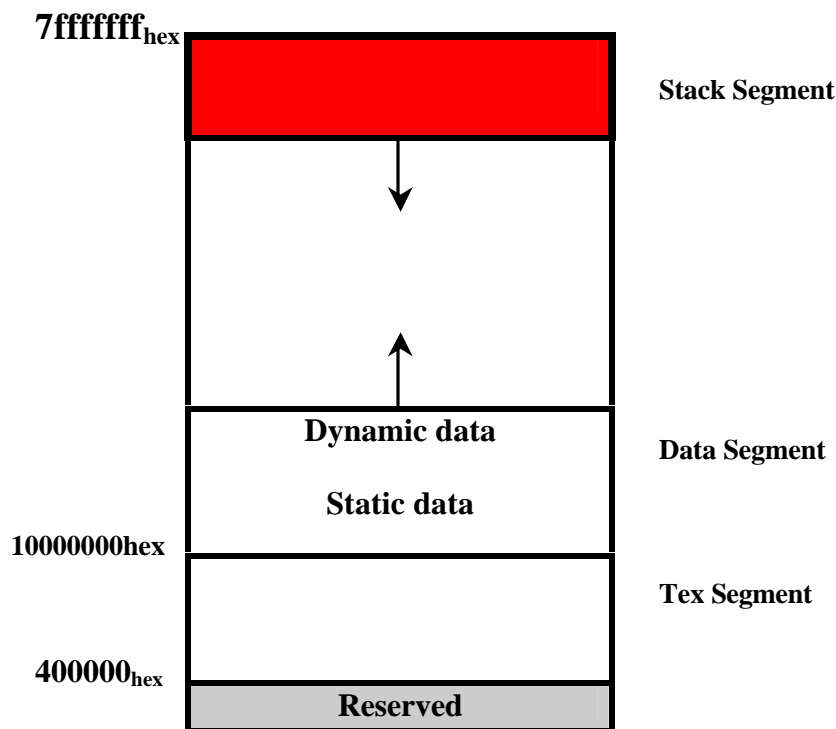 7fffffffhex
Stack Segment
Dynamic data
Data Segment
Static data
10000000hex
Tex Segment
400000hex
Reserved